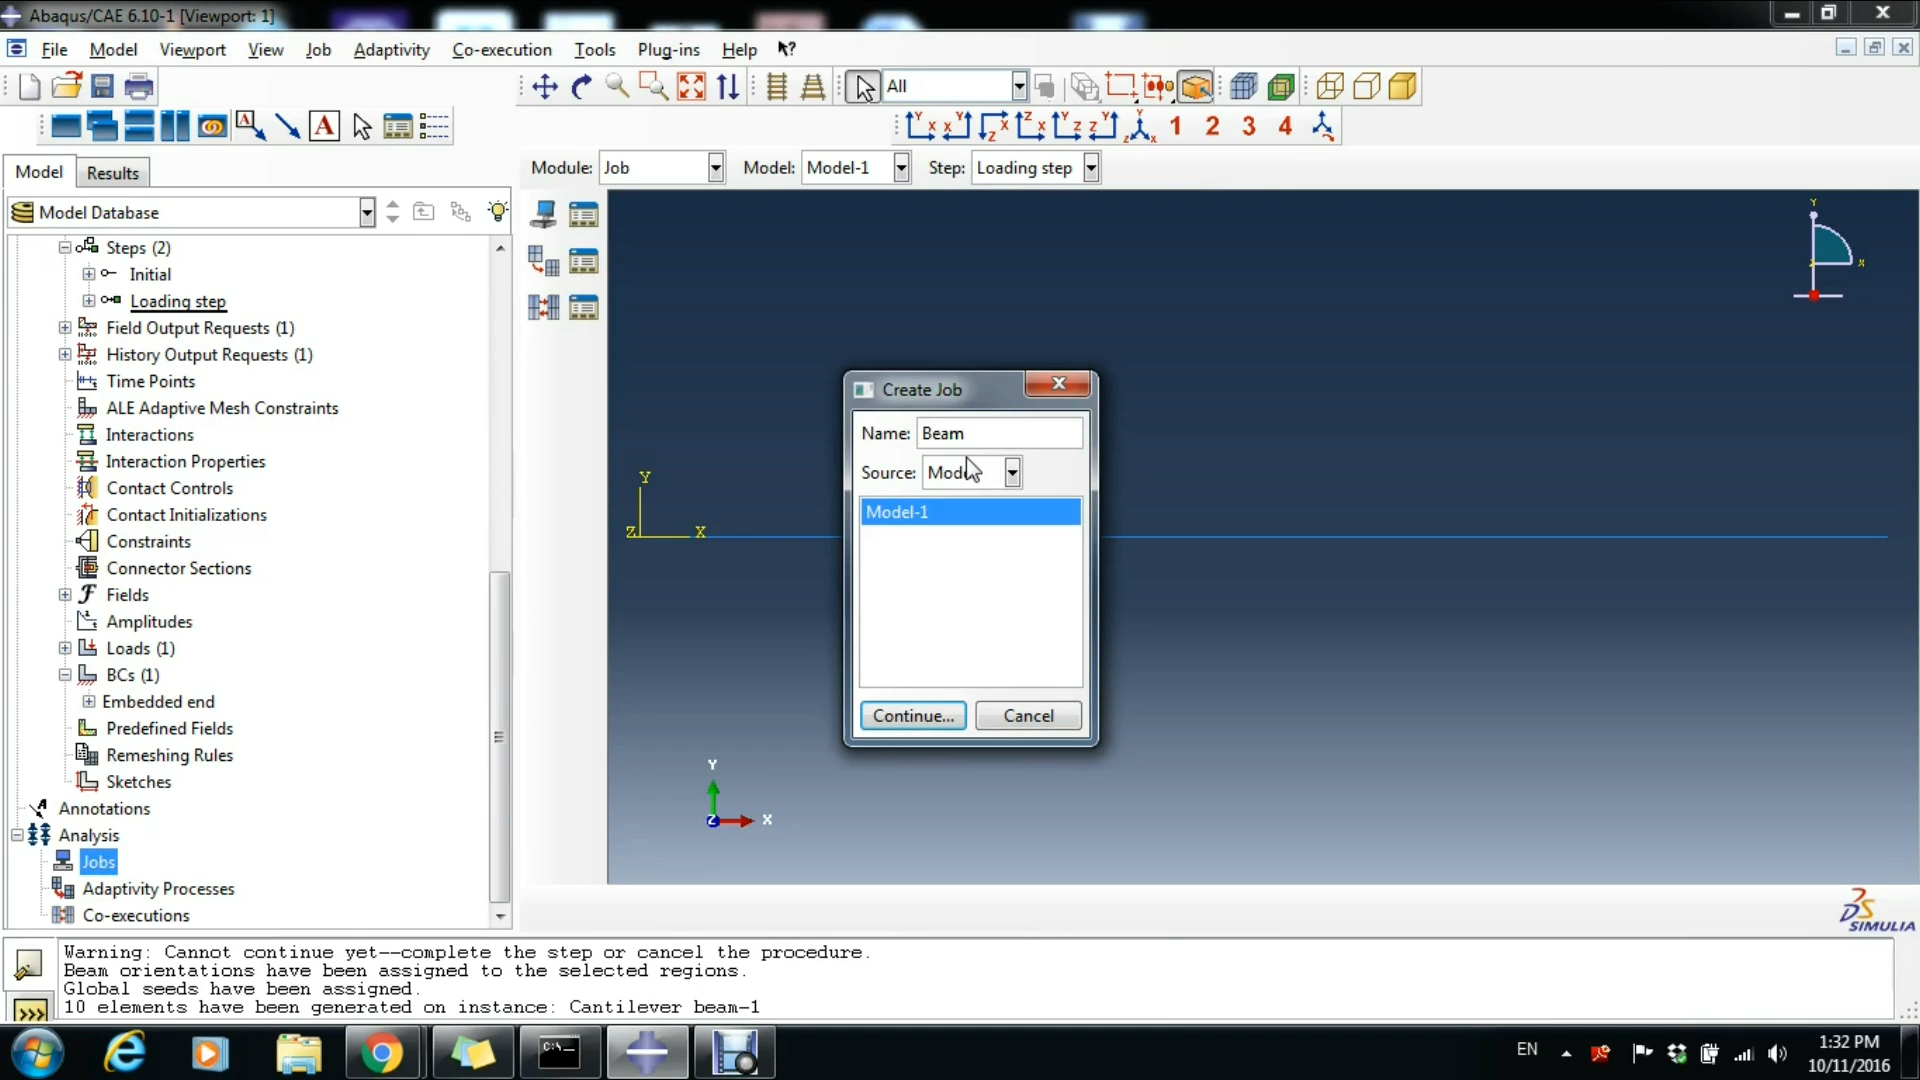 Abaqus/CAE 6.10-1 [Viewport: 1]
File Model Viewport View Job Adaptivity Co-execution Tools Plug-ins Help
All
A A
1 2 3 4
Model Results
Module: Job Model: Model-1 Step: Loading step
Model Database
Steps (2)
Initial
Loading step
Field Output Requests (1)
History Output Requests (1)
Time Points
ALE Adaptive Mesh Constraints
Interactions
Interaction Properties
Contact Controls
Contact Initializations
Constraints
Connector Sections
Fields
Amplitudes
Loads (1)
BCs (1)
Embedded end
Predefined Fields
Remeshing Rules
Sketches
Annotations
Analysis
Jobs
Adaptivity Processes
Co-executions
Y
X
Create Job
Name: Beam
Source:
Model-1
Continue... Cancel
Y
Z X
Y
Z X
DS SIMULIA
Warning: Cannot continue yet--complete the step or cancel the procedure.
Beam orientations have been assigned to the selected regions.
Global seeds have been assigned.
10 elements have been generated on instance: Cantilever beam-1
EN
1:32 PM
10/11/2016